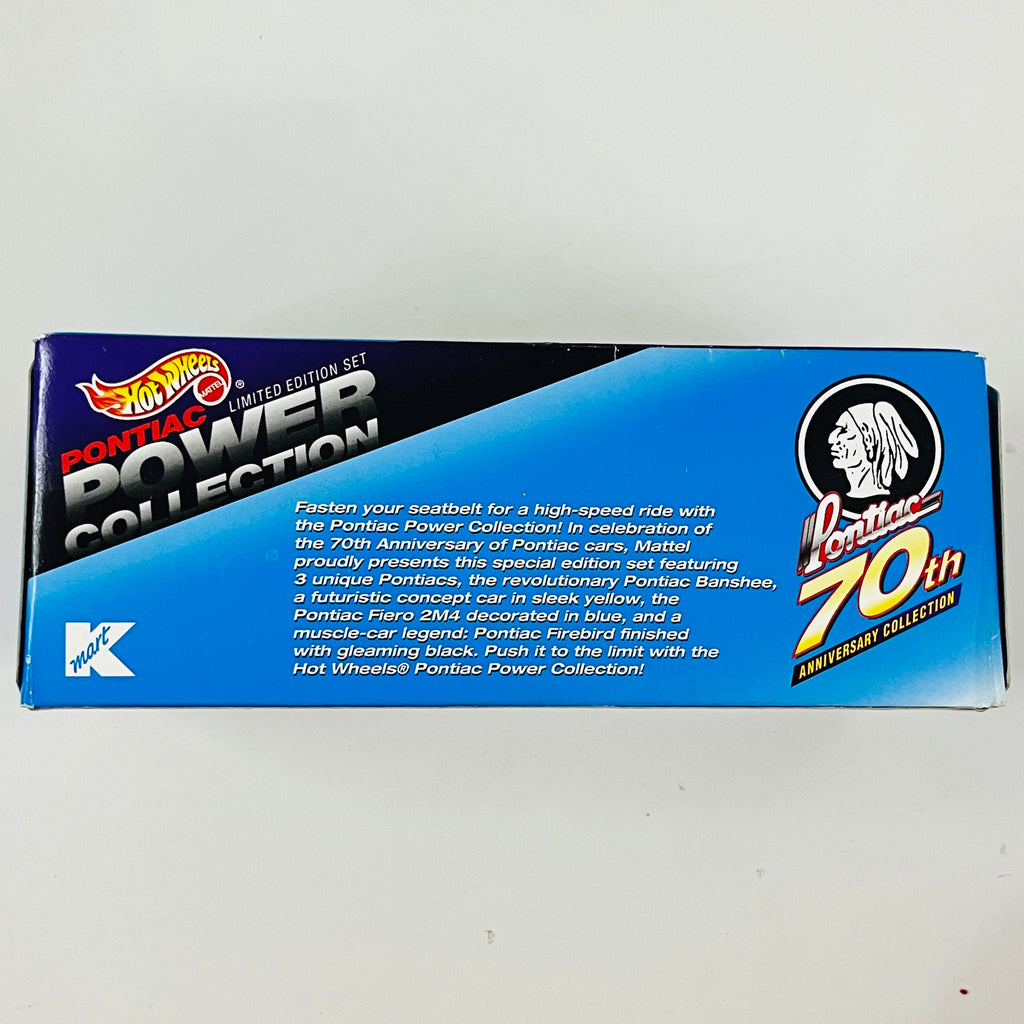 Hot Wheels
MATTEL
®
LIMITED EDITION SET
PONTIAC
POWER
COLLECTION
Fasten your seatbelt for a high-speed ride with
the Pontiac Power Collection! In celebration of
the 70th Anniversary of Pontiac cars, Mattel
proudly presents this special edition set featuring
3 unique Pontiacs, the revolutionary Pontiac Banshee,
a futuristic concept car in sleek yellow, the
Pontiac Fiero 2M4 decorated in blue, and a
muscle-car legend: Pontiac Firebird finished
with gleaming black. Push it to the limit with the
Hot Wheels® Pontiac Power Collection!
K
mart
Pontiac
70th
ANNIVERSARY COLLECTION